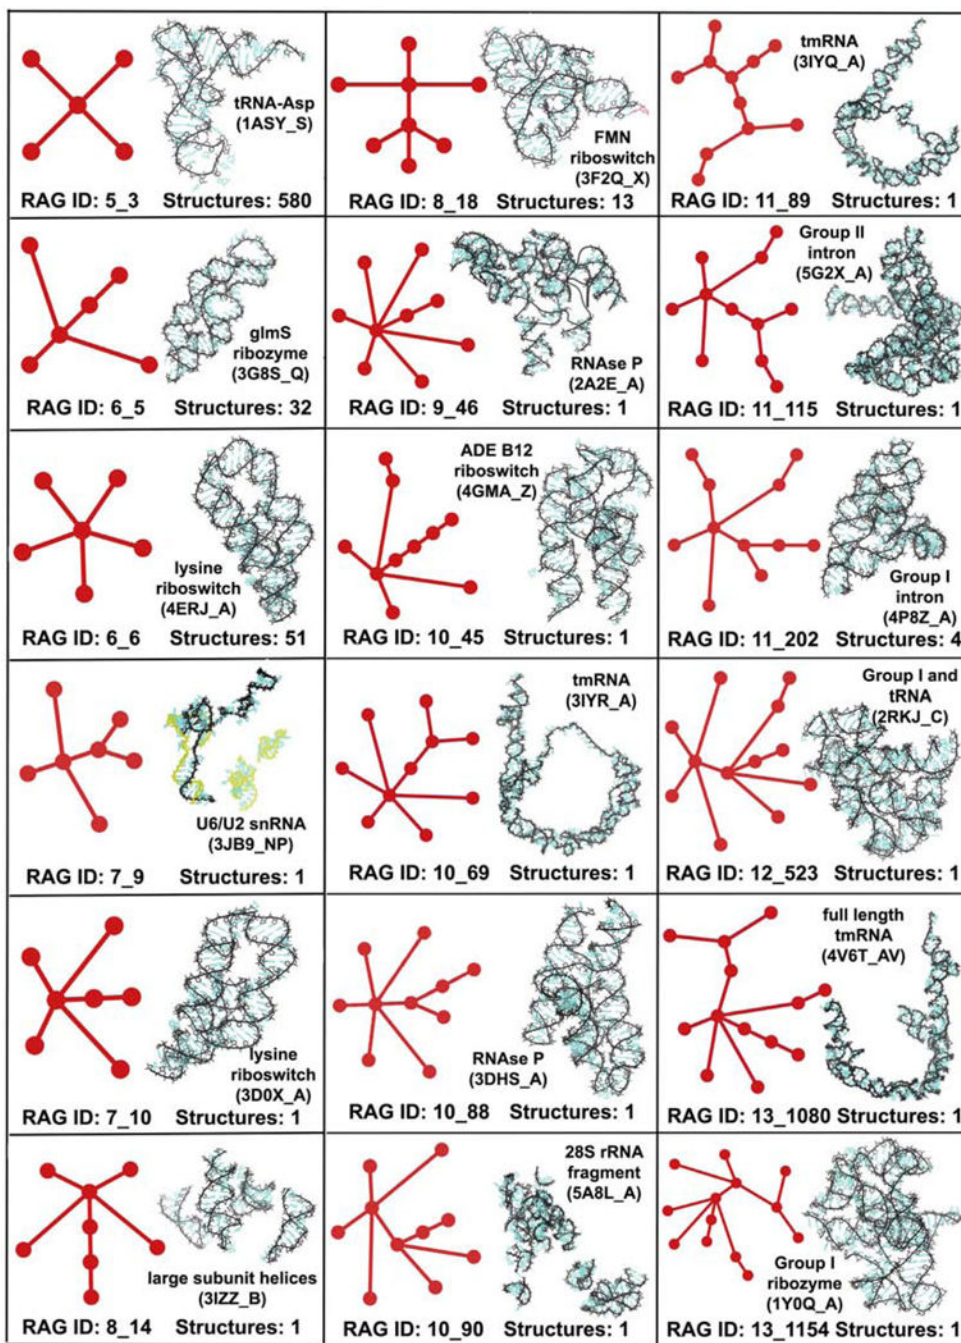 tRNA-Asp
(1ASY_S)
RAG ID: 5_3 Structures: 580
FMN
riboswitch
(3F2Q_X)
RAG ID: 8_18 Structures: 13
tmRNA
(3IYQ_A)
RAG ID: 11_89 Structures: 1
glmS
ribozyme
(3G8S_Q)
RAG ID: 6_5 Structures: 32
RNAse P
(2A2E_A)
RAG ID: 9_46 Structures: 1
Group II
intron
(5G2X_A)
RAG ID: 11_115 Structures: 1
lysine
riboswitch
(4ERJ_A)
RAG ID: 6_6 Structures: 51
ADE B12
riboswitch
(4GMA_Z)
RAG ID: 10_45 Structures: 1
Group I
intron
(4P8Z_A)
RAG ID: 11_202 Structures: 4
U6/U2 snRNA
(3JB9_NP)
RAG ID: 7_9 Structures: 1
tmRNA
(3IYR_A)
RAG ID: 10_69 Structures: 1
Group I and
tRNA
(2RKJ_C)
RAG ID: 12_523 Structures: 1
lysine
riboswitch
(3D0X_A)
RAG ID: 7_10 Structures: 1
RNAse P
(3DHS_A)
RAG ID: 10_88 Structures: 1
full length
tmRNA
(4V6T_AV)
RAG ID: 13_1080 Structures: 1
large subunit helices
(3IZZ_B)
RAG ID: 8_14 Structures: 1
28S rRNA
fragment
(5A8L_A)
RAG ID: 10_90 Structures: 1
Group I
ribozyme
(1Y0Q_A)
RAG ID: 13_1154 Structures: 1